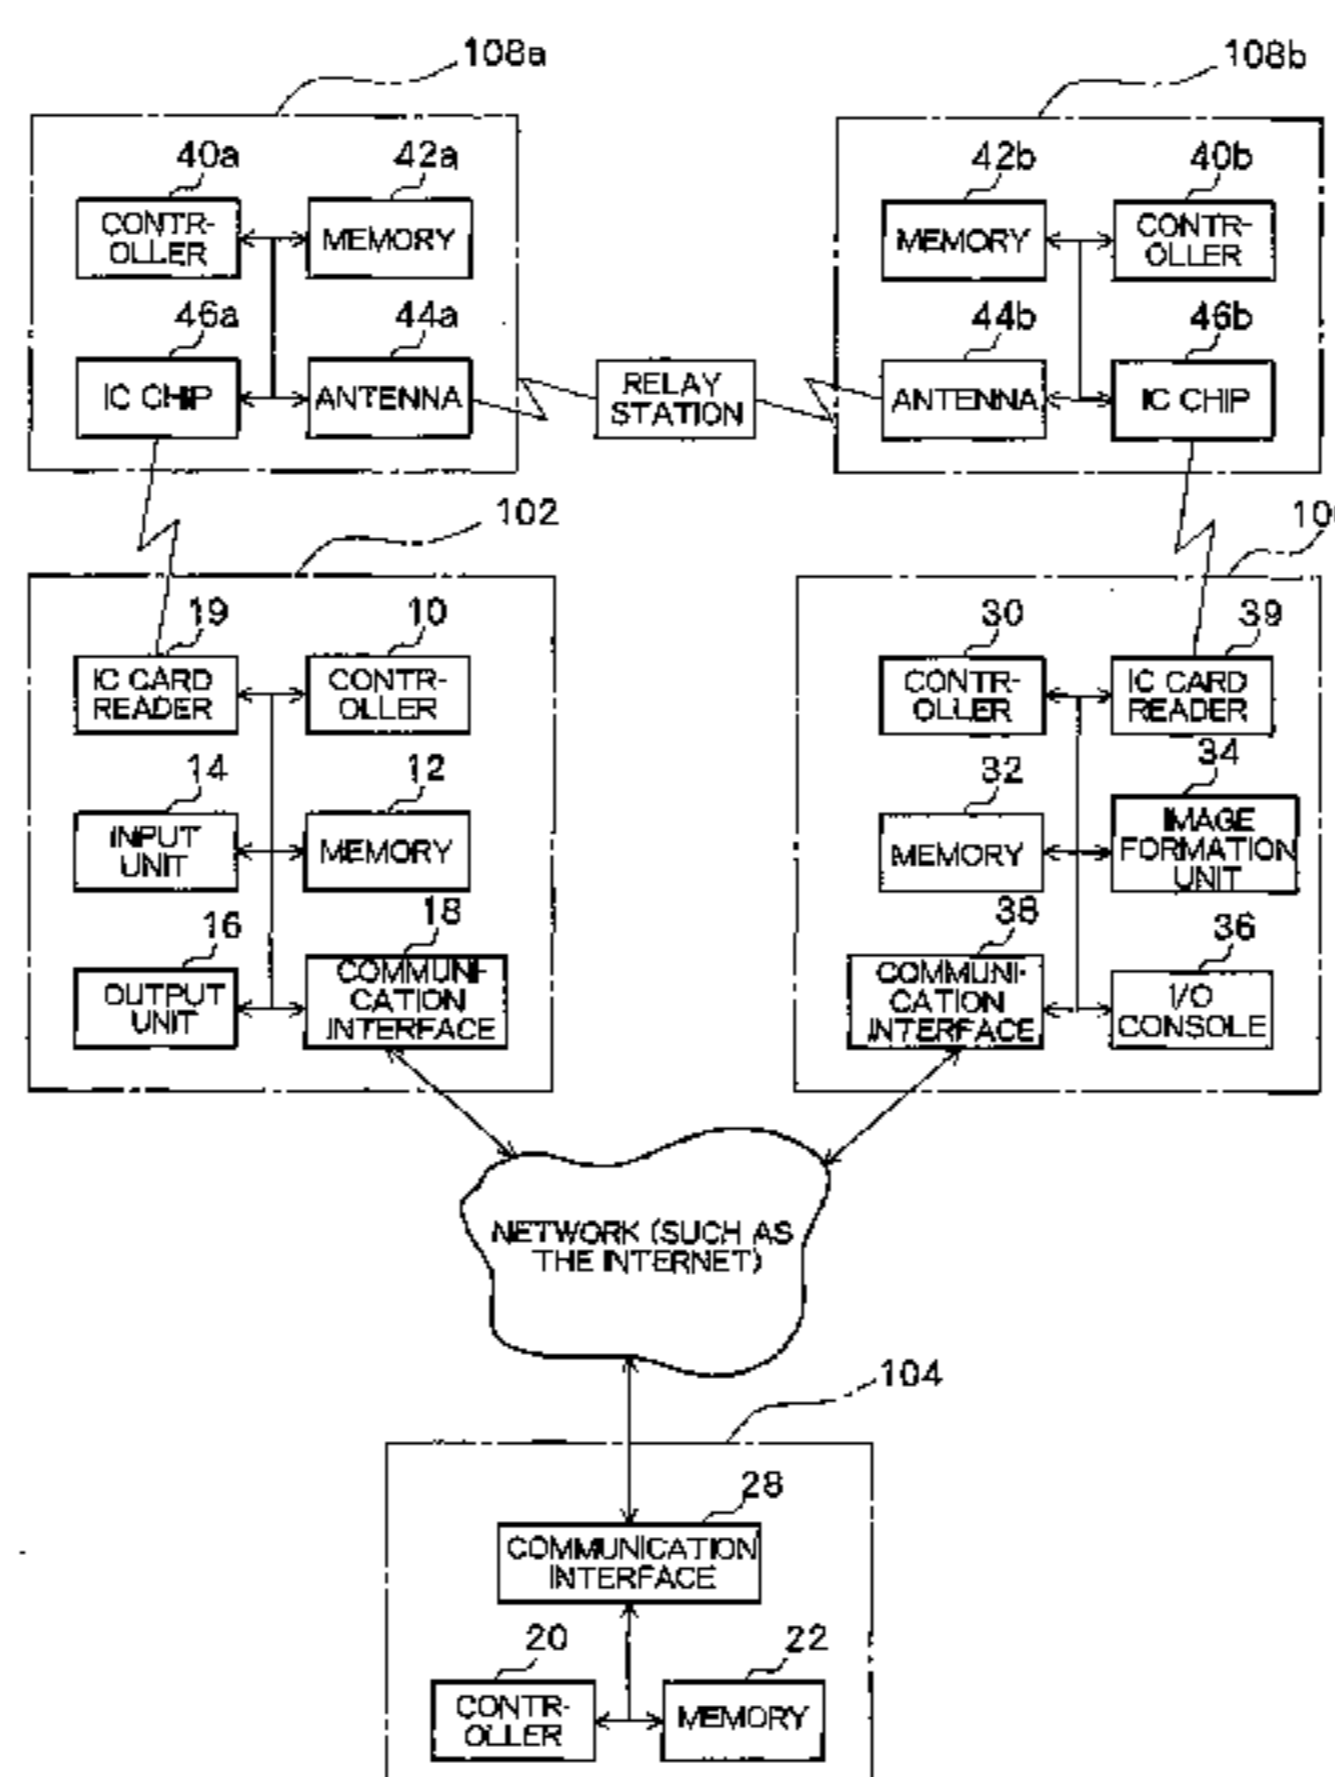 108a
108b
40a
42a
42b
40b
CONTR-
OLLER
MEMORY
MEMORY
CONTR-
OLLER
46a
44a
44b
46b
IC CHIP
ANTENNA
RELAY
STATION
ANTENNA
IC CHIP
102
19
10
30
39
IC CARD
READER
CONTR-
OLLER
CONTR-
OLLER
IC CARD
READER
14
12
32
34
INPUT
UNIT
MEMORY
MEMORY
IMAGE
FORMATION
UNIT
16
18
38
36
OUTPUT
UNIT
COMMUNI-
CATION
INTERFACE
COMMUNI-
CATION
INTERFACE
I/O
CONSOLE
NETWORK (SUCH AS
THE INTERNET)
104
28
COMMUNICATION
INTERFACE
20
22
CONTR-
OLLER
MEMORY